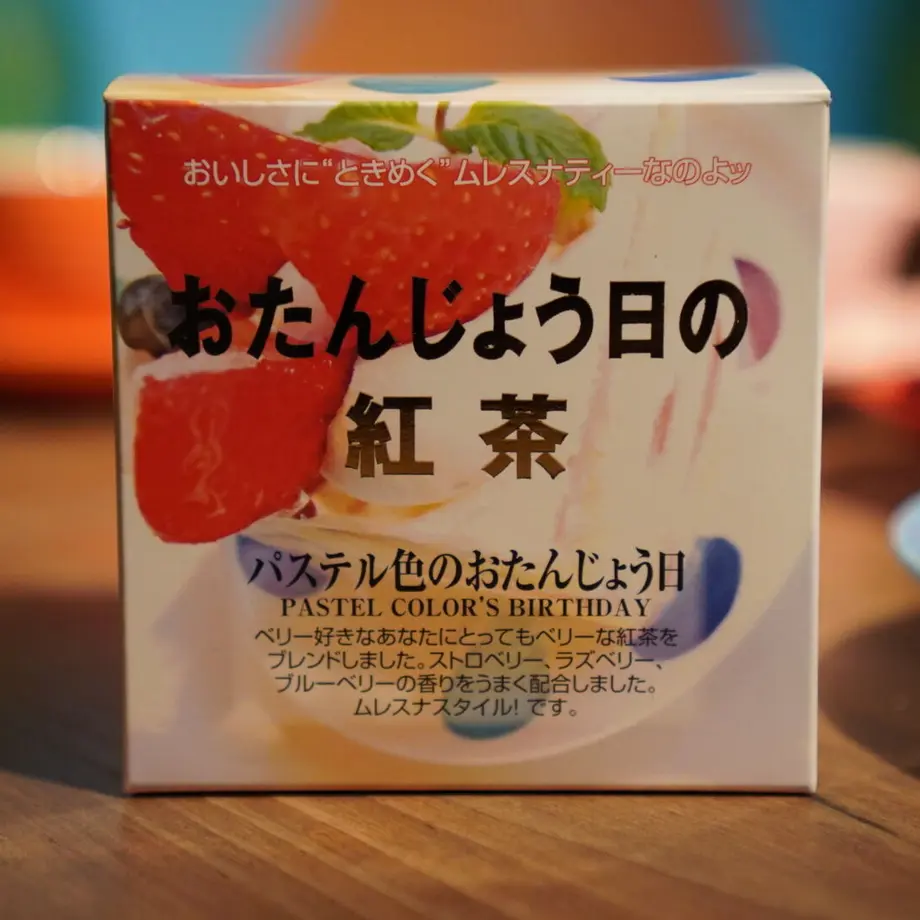 おいしさに“ときめく”ムレスナティーなのよッ
おたんじょう日の
紅茶
パステル色のおたんじょう日
PASTEL COLOR'S BIRTHDAY
ベリー好きなあなたにとってもベリーな紅茶を
ブレンドしました。ストロベリー、ラズベリー、
ブルーベリーの香りをうまく配合しました。
ムレスナスタイル! です。